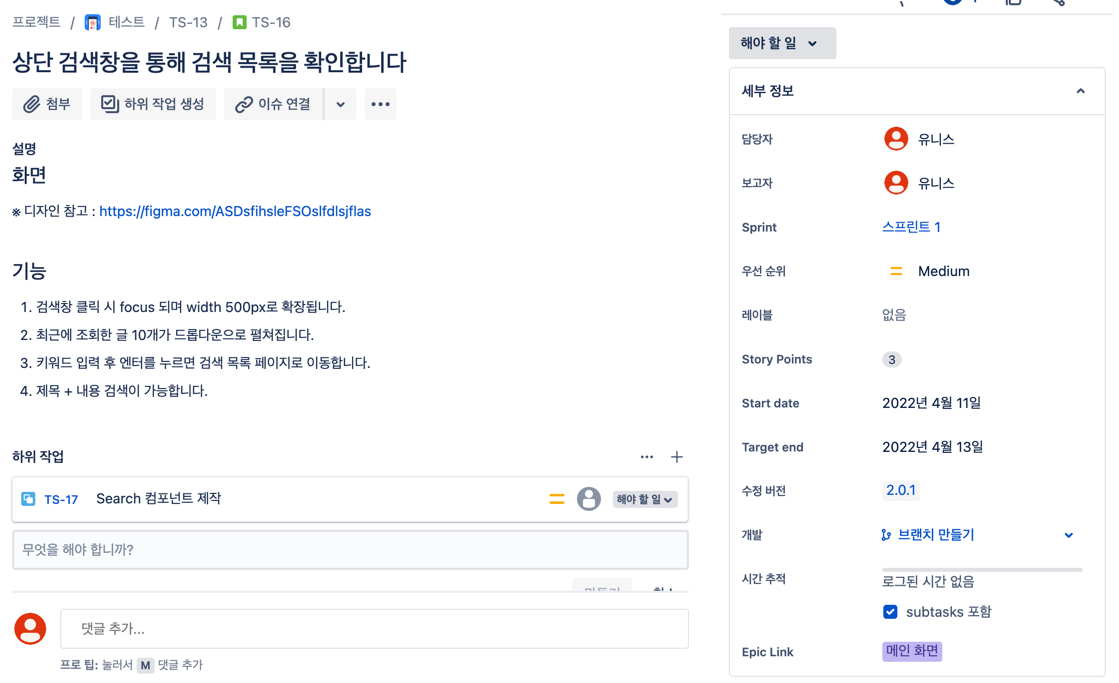 프로젝트 / 테스트 / TS-13 / TS-16
상단 검색창을 통해 검색 목록을 확인합니다
첨부
하위 작업 생성
이슈 연결
설명
화면
※ 디자인 참고 : https://figma.com/ASDsfihsleFSOslfdlsjflas
기능
1. 검색창 클릭 시 focus 되며 width 500px로 확장됩니다.
2. 최근에 조회한 글 10개가 드롭다운으로 펼쳐집니다.
3. 키워드 입력 후 엔터를 누르면 검색 목록 페이지로 이동합니다.
4. 제목 + 내용 검색이 가능합니다.
하위 작업
TS-17 Search 컴포넌트 제작 해야 할 일
무엇을 해야 합니까?
댓글 추가...
프로 팁: 눌러서 M 댓글 추가
해야 할 일
세부 정보
담당자 유니스
보고자 유니스
Sprint 스프린트 1
우선 순위 Medium
레이블 없음
Story Points 3
Start date 2022년 4월 11일
Target end 2022년 4월 13일
수정 버전 2.0.1
개발 브랜치 만들기
시간 추적 로그된 시간 없음
subtasks 포함
Epic Link 메인 화면